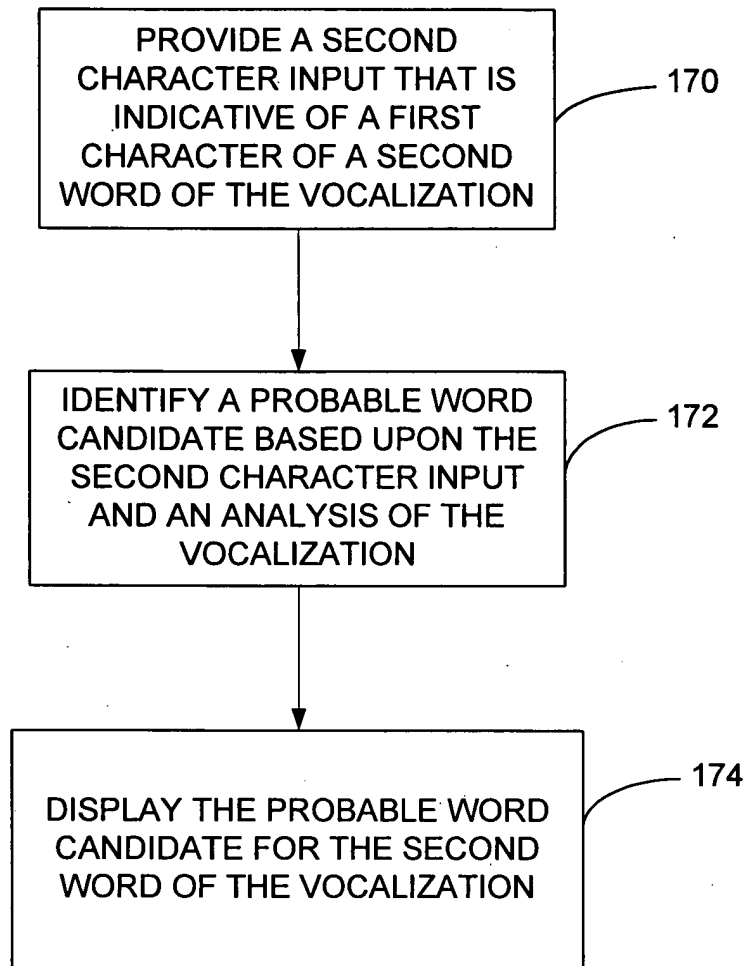 PROVIDE A SECOND
CHARACTER INPUT THAT IS
INDICATIVE OF A FIRST
CHARACTER OF A SECOND
WORD OF THE VOCALIZATION
170
IDENTIFY A PROBABLE WORD
CANDIDATE BASED UPON THE
SECOND CHARACTER INPUT
AND AN ANALYSIS OF THE
VOCALIZATION
172
DISPLAY THE PROBABLE WORD
CANDIDATE FOR THE SECOND
WORD OF THE VOCALIZATION
174